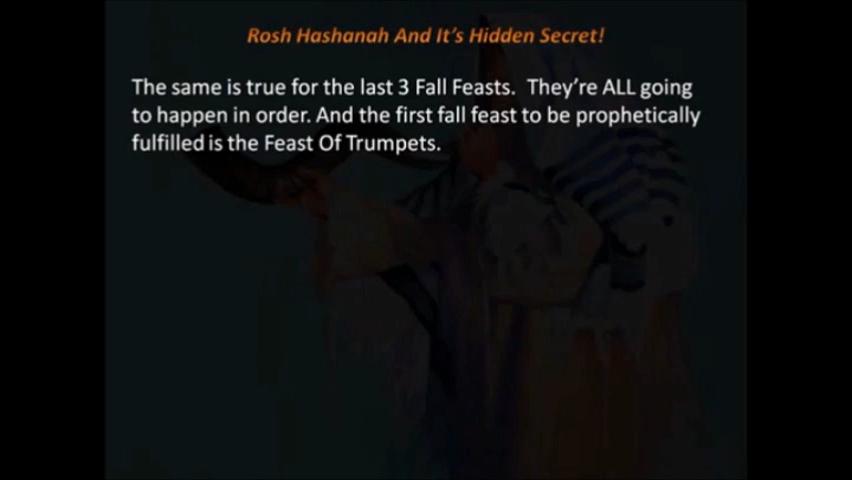 Rosh Hashanah And It's Hidden Secret!
The same is true for the last 3 Fall Feasts. They're ALL going
to happen in order. And the first fall feast to be prophetically
fulfilled is the Feast Of Trumpets.